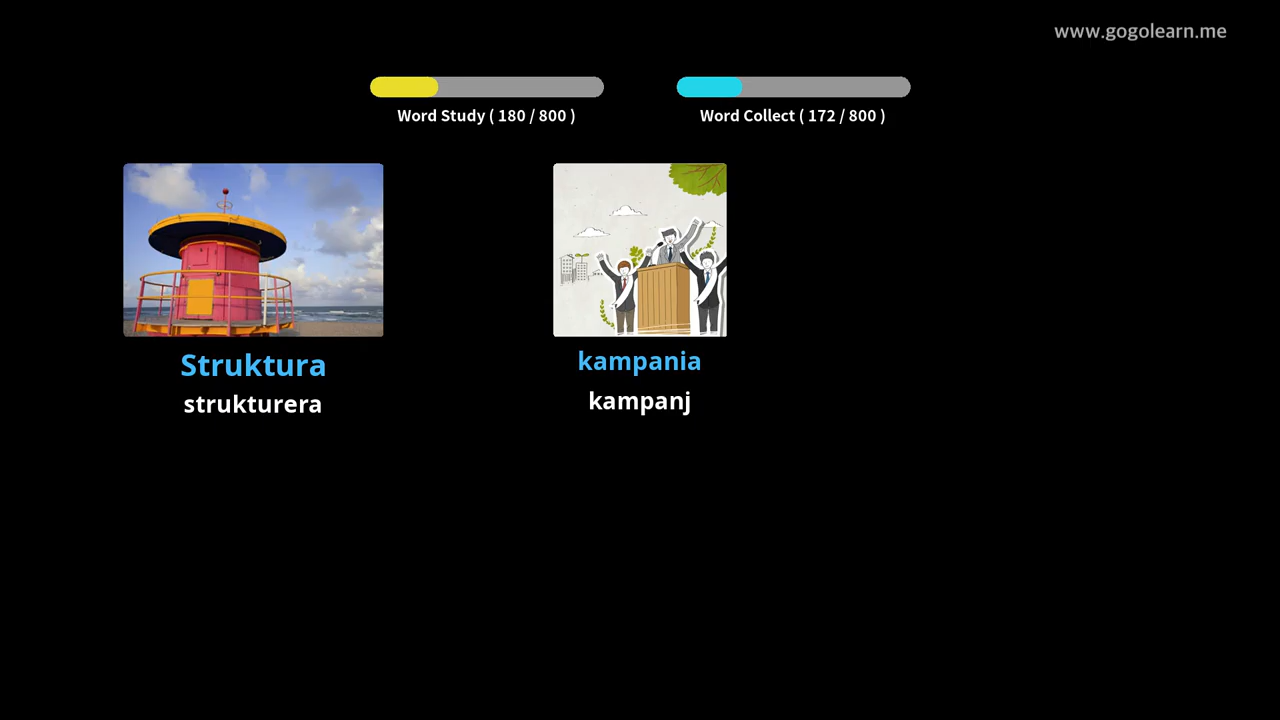 www.gogolearn.me
Word Study ( 180 / 800 )
Word Collect ( 172 / 800 )
Struktura
strukturera
kampania
kampanj